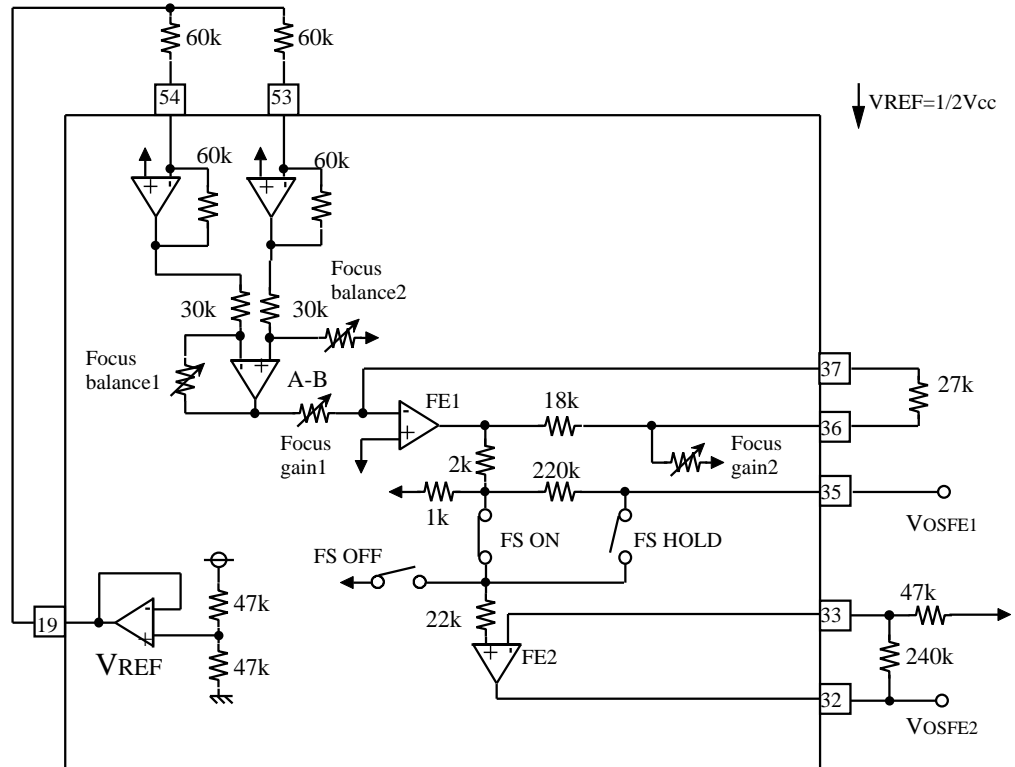 60k
60k
54
53
VREF=1/2Vcc
60k
60k
+
-
+
-
Focus
balance2
30k
30k
Focus
balance1
-
+
A-B
37
27k
FE1
18k
-
+
36
Focus
gain1
Focus
gain2
2k
220k
35
1k
VOSFE1
FS ON
FS HOLD
FS OFF
47k
47k
19
-
+
22k
33
VREF
47k
+
-
FE2
240k
32
VOSFE2